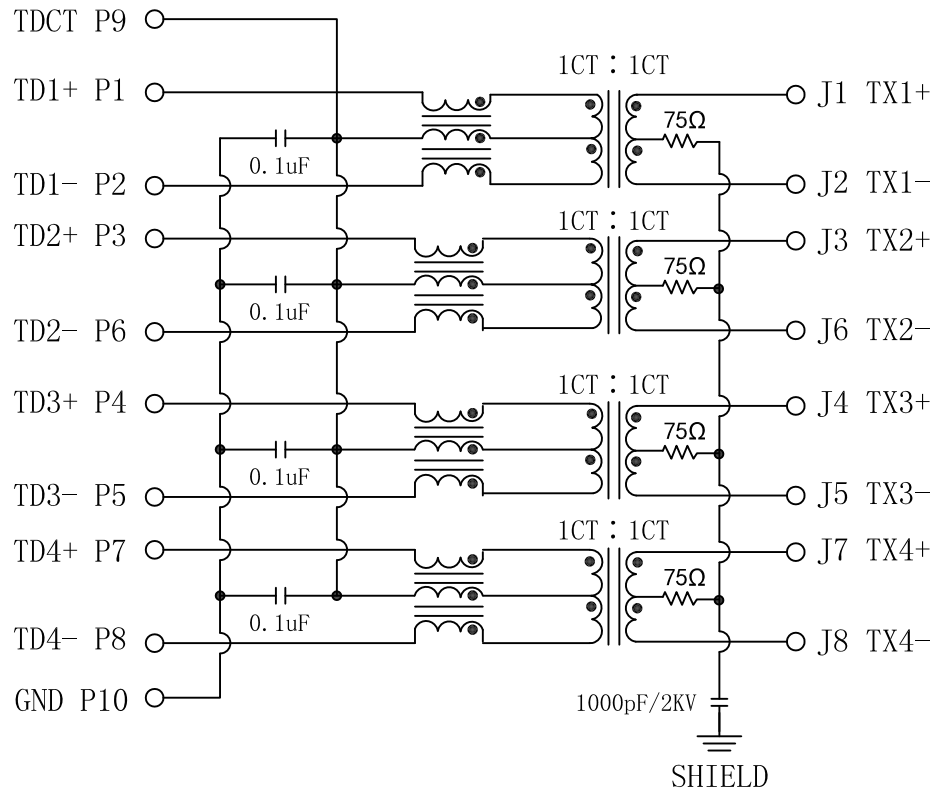 TDCT P9
1CT : 1CT
TD1+ P1
J1 TX1+
75Ω
0.1uF
TD1- P2
J2 TX1-
1CT : 1CT
TD2+ P3
J3 TX2+
75Ω
0.1uF
TD2- P6
J6 TX2-
1CT : 1CT
TD3+ P4
J4 TX3+
75Ω
0.1uF
TD3- P5
J5 TX3-
1CT : 1CT
TD4+ P7
J7 TX4+
75Ω
0.1uF
TD4- P8
J8 TX4-
GND P10
1000pF/2KV
SHIELD